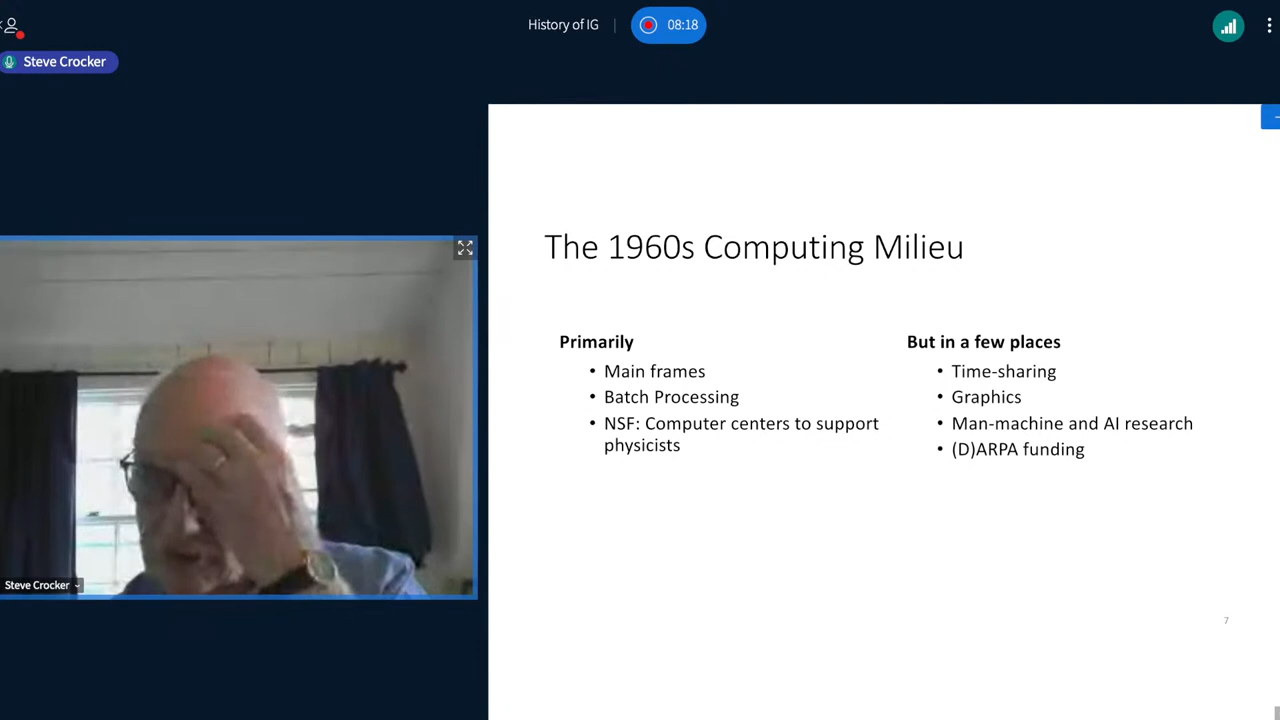 History of IG
08:18
Steve Crocker
The 1960s Computing Milieu
Primarily
• Main frames
• Batch Processing
• NSF: Computer centers to support
physicists
But in a few places
• Time-sharing
• Graphics
• Man-machine and AI research
• (D)ARPA funding
Steve Crocker
7